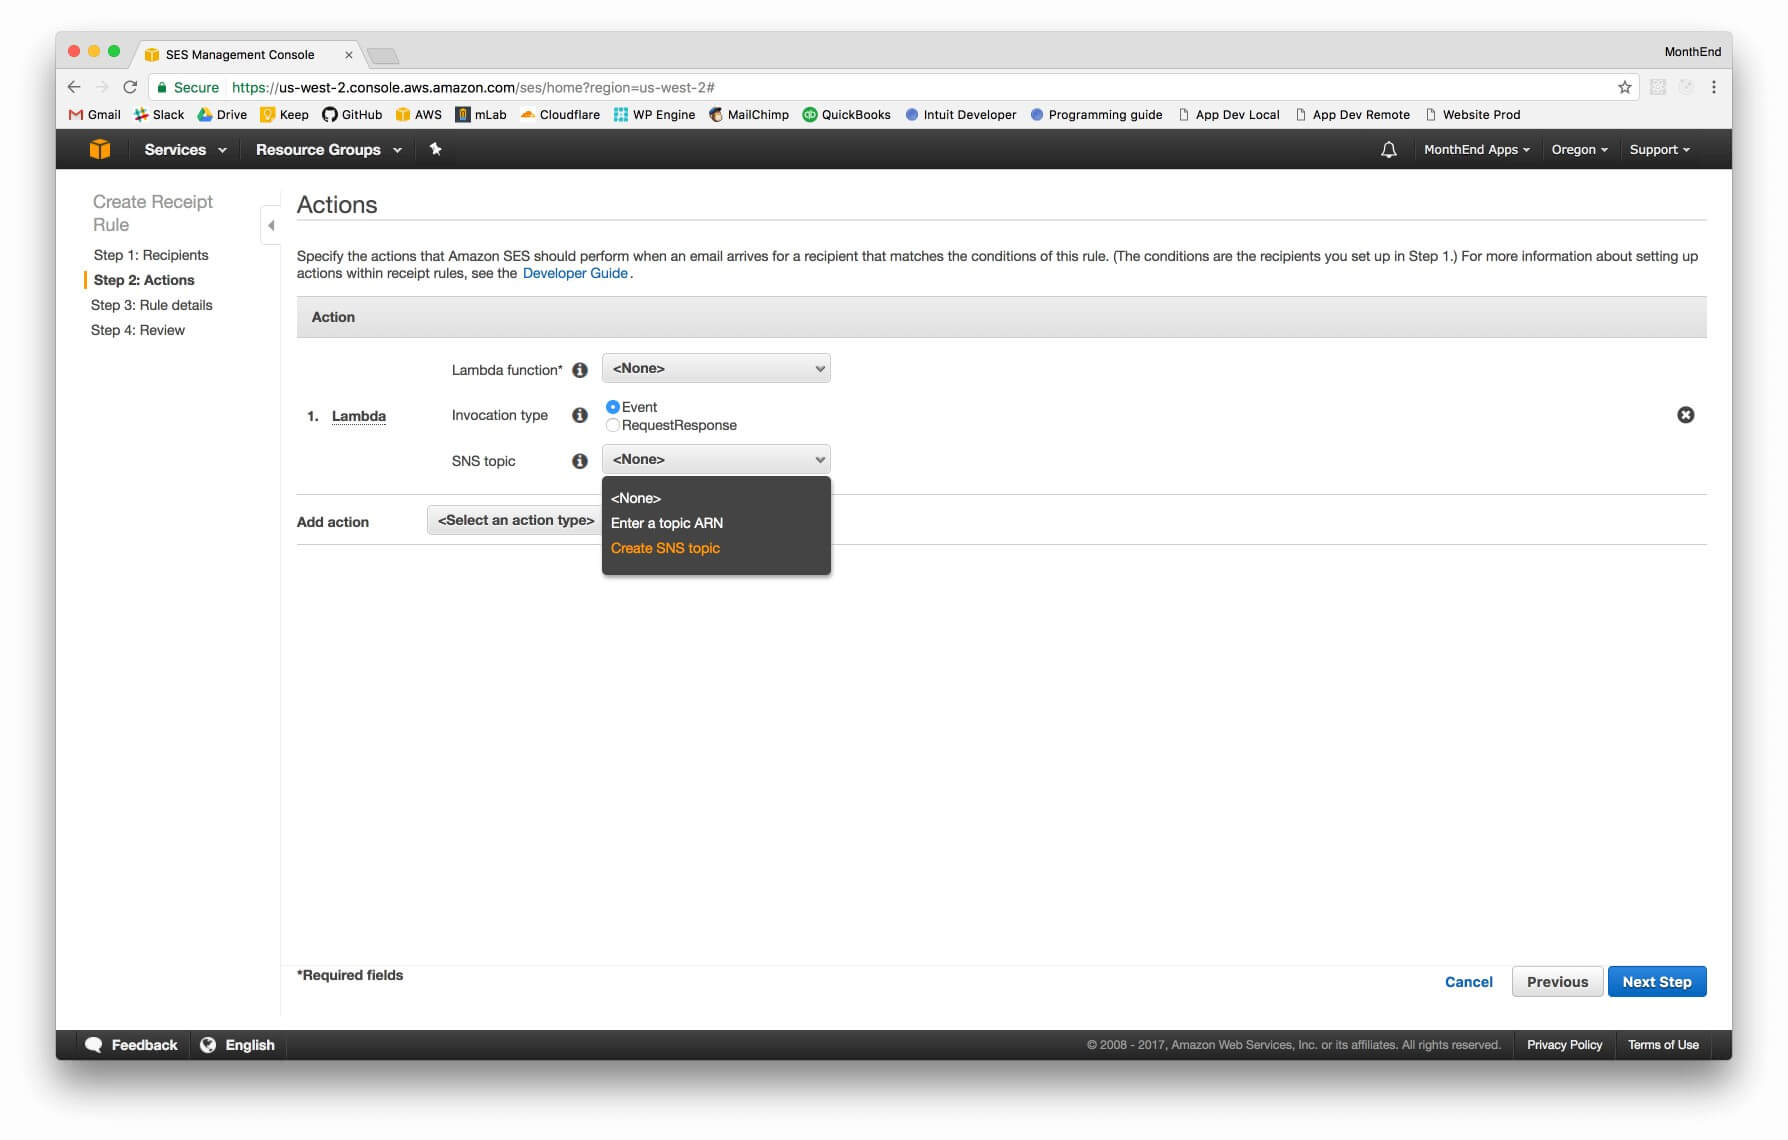 SES Management Console
MonthEnd
Secure https://us-west-2.console.aws.amazon.com/ses/home?region=us-west-2#
Gmail Slack Drive Keep GitHub AWS mLab Cloudflare WP Engine MailChimp QuickBooks Intuit Developer Programming guide App Dev Local App Dev Remote Website Prod
Services Resource Groups MonthEnd Apps Oregon Support
Create Receipt
Rule
Step 1: Recipients
Step 2: Actions
Step 3: Rule details
Step 4: Review
Actions
Specify the actions that Amazon SES should perform when an email arrives for a recipient that matches the conditions of this rule. (The conditions are the recipients you set up in Step 1.) For more information about setting up
actions within receipt rules, see the Developer Guide.
Action
Lambda function* <None>
1. Lambda
Invocation type
Event
RequestResponse
SNS topic <None>
<None>
Enter a topic ARN
Create SNS topic
Add action <Select an action type>
*Required fields
Cancel Previous Next Step
Feedback English © 2008 - 2017, Amazon Web Services, Inc. or its affiliates. All rights reserved. Privacy Policy Terms of Use